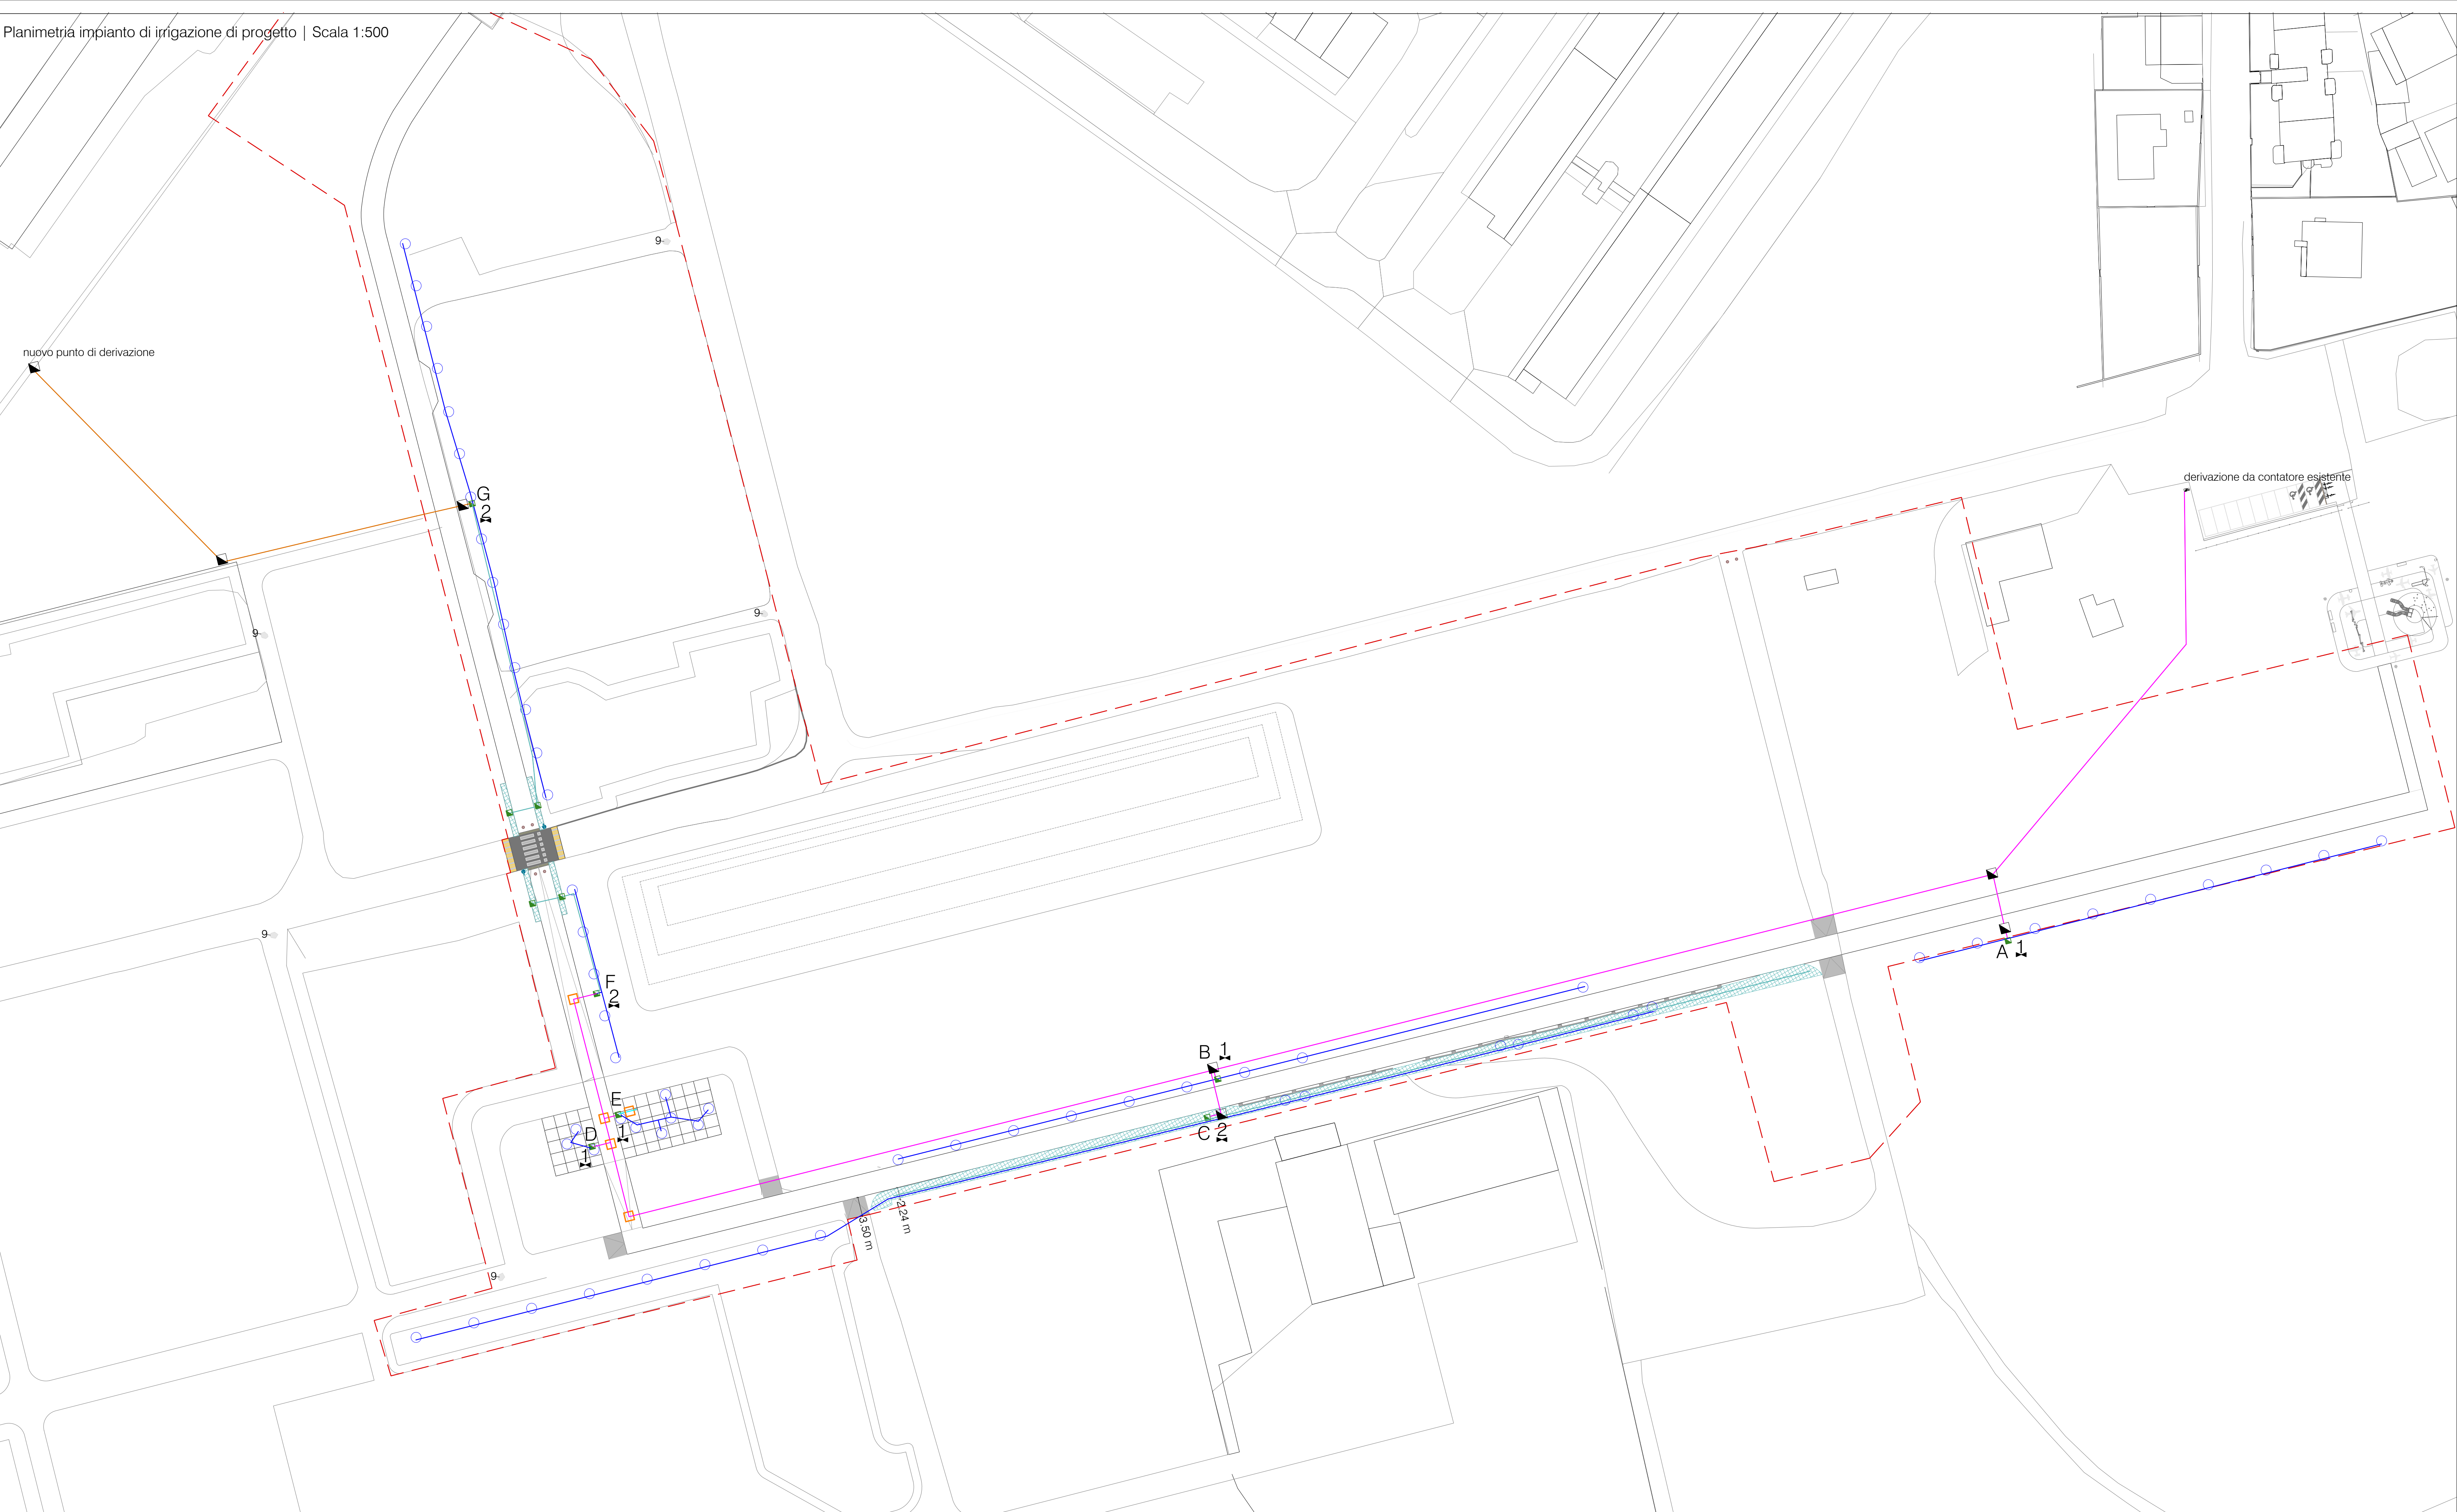 Planimetria impianto di irrigazione di progetto | Scala 1:500
9
nuovo punto di derivazione
derivazione da contatore esistente
G
2
9
9
9
A 1
F
2
B 1
E
1
D
1
C 2
3.50 m
2.24 m
9